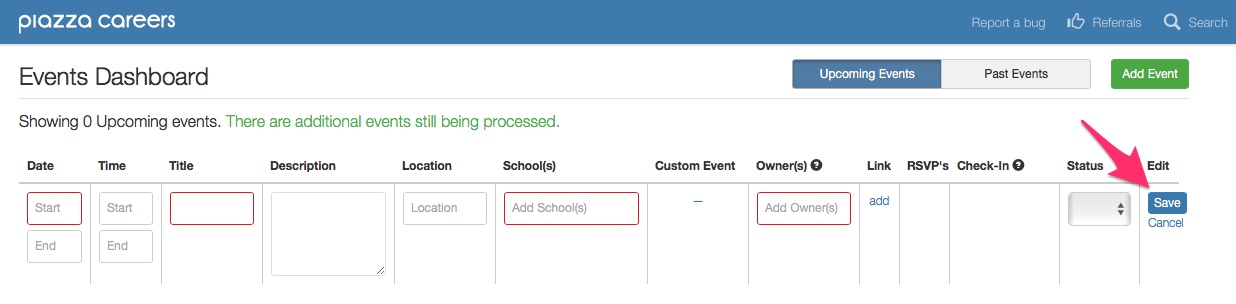 piazza careers Report a bug Referrals Search
Events Dashboard Upcoming Events Past Events Add Event
Showing 0 Upcoming events. There are additional events still being processed.
Date Time Title Description Location School(s) Custom Event Owner(s) ? Link RSVP's Check-In ? Status Edit
Start Start Location Add School(s) – Add Owner(s) add Save
Cancel
End End